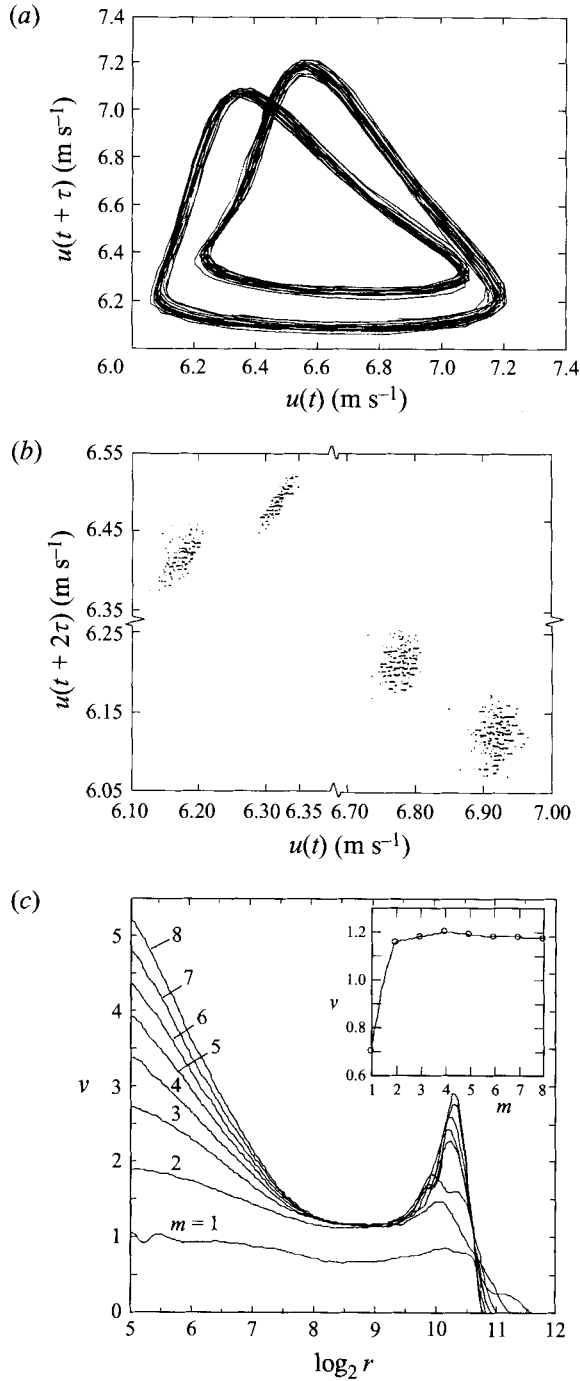 (a)
7.4
7.2
7.0
6.8
6.6
6.4
6.2
6.0 6.2 6.4 6.6 6.8 7.0 7.2 7.4
u(t + τ) (m s⁻¹)
u(t) (m s⁻¹)
(b)
6.55
6.45
6.35
6.25
6.15
6.05
6.10 6.20 6.30 6.35 6.70 6.80 6.90 7.00
u(t + 2τ) (m s⁻¹)
u(t) (m s⁻¹)
(c)
5
4
3
2
1
0
ν
8
7
6
5
4
3
2
m = 1
5 6 7 8 9 10 11 12
log₂ r
1.2
1.0
0.8
0.6
ν
1 2 3 4 5 6 7 8
m